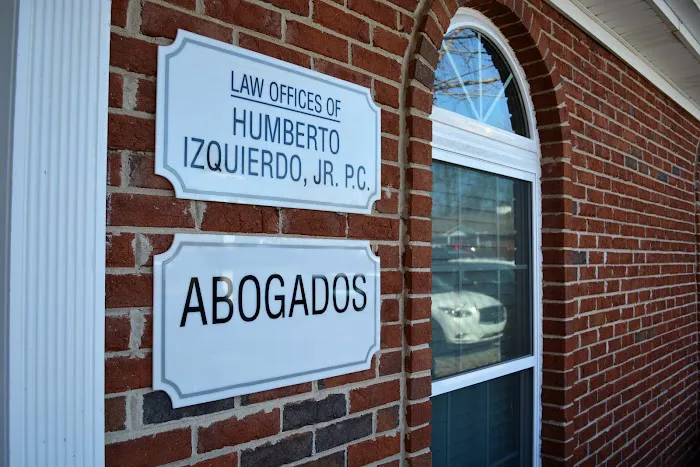 LAW OFFICES OF
HUMBERTO
IZQUIERDO, JR. P.C.
ABOGADOS